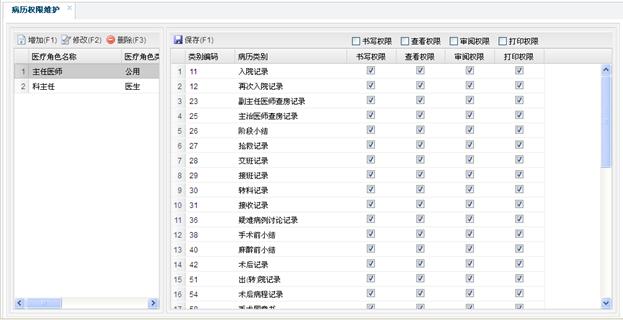 病历权限维护
增加(F1) 修改(F2) 删除(F3)
医疗角色名称 医疗角色类
1 主任医师 公用
2 科主任 医生
保存(F1) 书写权限 查看权限 审阅权限 打印权限
类别编码 病历类别 书写权限 查看权限 审阅权限 打印权限
1 11 入院记录
2 12 再次入院记录
3 23 副主任医师查房记录
4 25 主治医师查房记录
5 26 阶段小结
6 27 抢救记录
7 28 交班记录
8 29 接班记录
9 30 转科记录
10 31 接收记录
11 36 疑难病例讨论记录
12 38 手术前小结
13 40 麻醉前小结
14 42 术后记录
15 51 出(转)院记录
16 54 术后病程记录
17 58 手术同意书